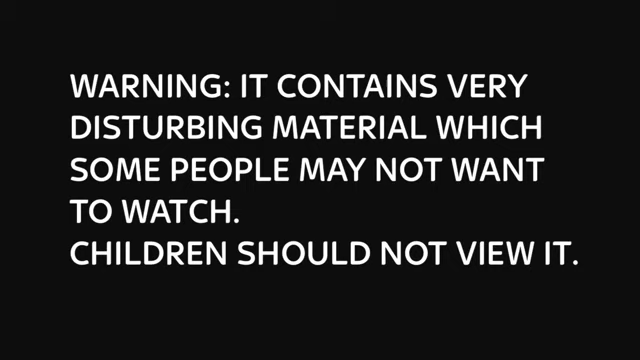 WARNING: IT CONTAINS VERY
DISTURBING MATERIAL WHICH
SOME PEOPLE MAY NOT WANT
TO WATCH.
CHILDREN SHOULD NOT VIEW IT.